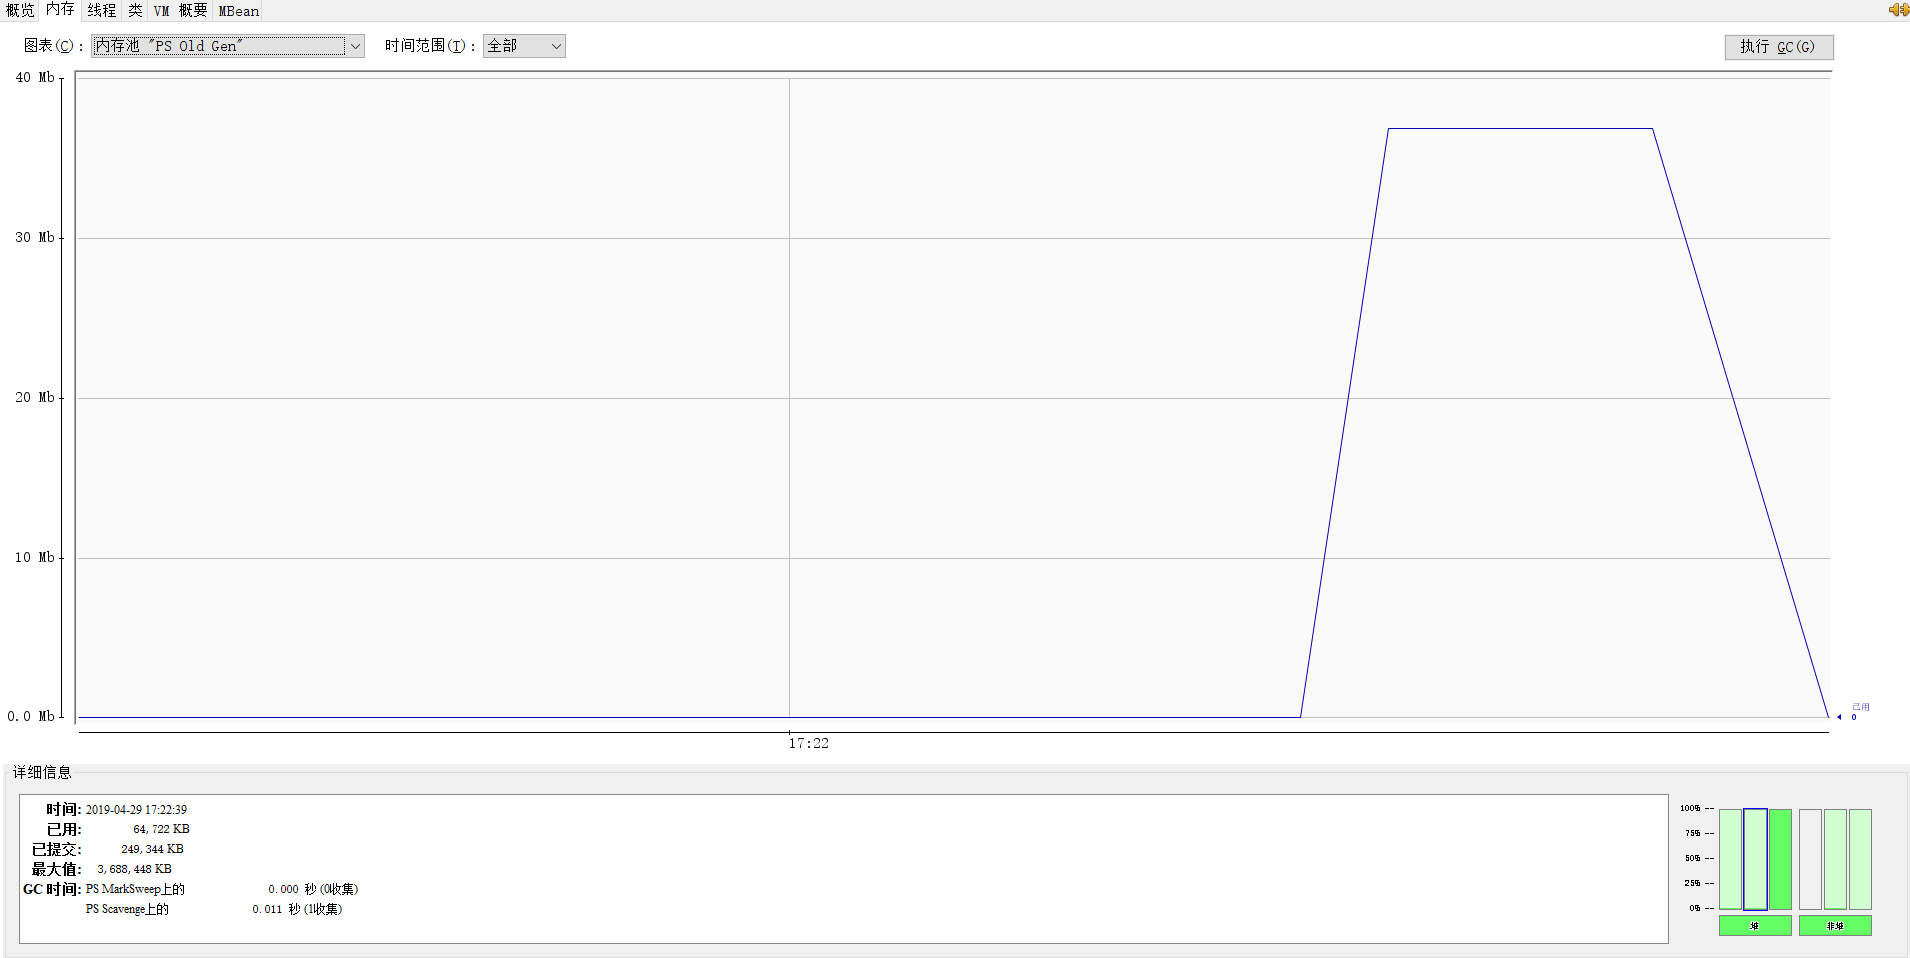 概览 内存 线程 类 VM 概要 MBean
图表(C)： 内存池 "PS Old Gen" 时间范围(T)： 全部 执行 GC(G)
40 Mb
30 Mb
20 Mb
10 Mb
0.0 Mb
已用
0
17:22
详细信息
时间: 2019-04-29 17:22:39
已用: 64,722 KB
已提交: 249,344 KB
最大值: 3,688,448 KB
GC 时间: PS MarkSweep上的 0.000 秒 (0收集)
PS Scavenge上的 0.011 秒 (1收集)
100% --
75% --
50% --
25% --
0% --
堆 非堆